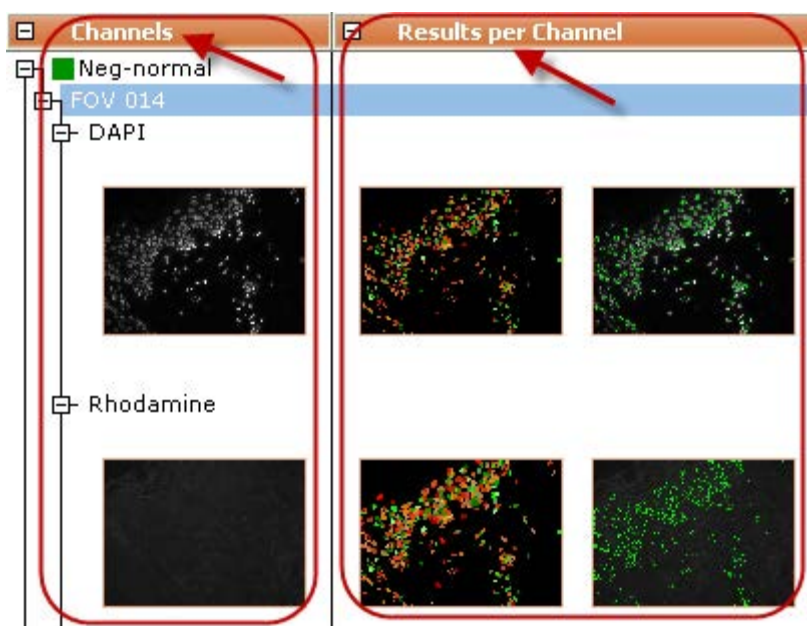 Channels
Results per Channel
Neg-normal
FOV 014
DAPI
Rhodamine